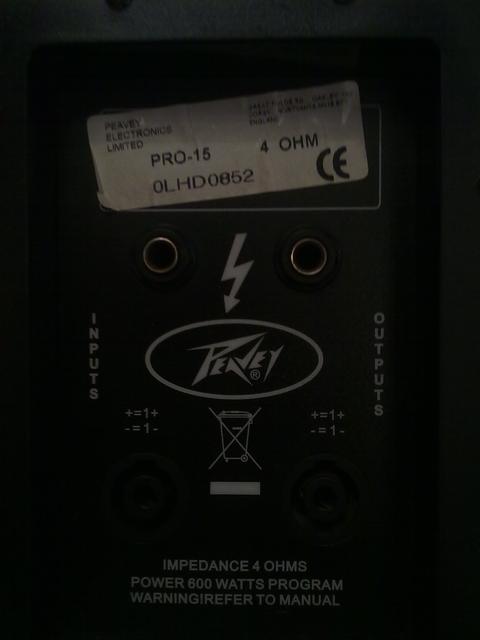 PEAVEY
ELECTRONICS
LIMITED
ENGLAND
PRO-15 4 OHM
0LHD0852
CE
INPUTS
OUTPUTS
PEAVEY®
+=1+ +=1+
-=1- -=1-
IMPEDANCE 4 OHMS
POWER 600 WATTS PROGRAM
WARNING!REFER TO MANUAL